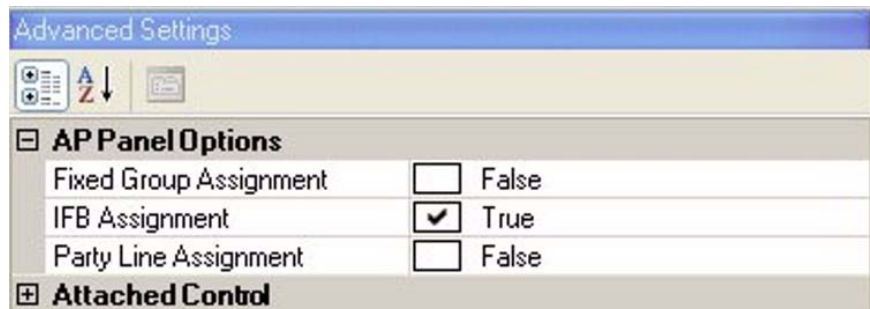 Advanced Settings
A Z
AP Panel Options
Fixed Group Assignment False
IFB Assignment True
Party Line Assignment False
Attached Control